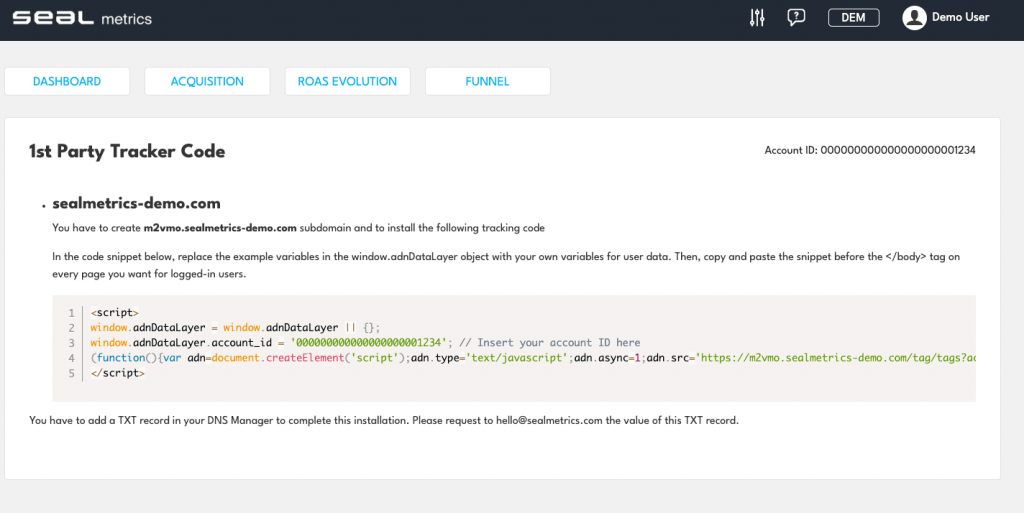 seal metrics
DEM
Demo User
DASHBOARD
ACQUISITION
ROAS EVOLUTION
FUNNEL
1st Party Tracker Code
Account ID: 000000000000000000001234
• sealmetrics-demo.com
You have to create m2vmo.sealmetrics-demo.com subdomain and to install the following tracking code
In the code snippet below, replace the example variables in the window.adnDataLayer object with your own variables for user data. Then, copy and paste the snippet before the </body> tag on
every page you want for logged-in users.
1 <script>
2 window.adnDataLayer = window.adnDataLayer || {};
3 window.adnDataLayer.account_id = '000000000000000000001234'; // Insert your account ID here
4 (function(){var adn=document.createElement('script');adn.type='text/javascript';adn.async=1;adn.src='https://m2vmo.sealmetrics-demo.com/tag/tags?ac
5 </script>
You have to add a TXT record in your DNS Manager to complete this installation. Please request to hello@sealmetrics.com the value of this TXT record.